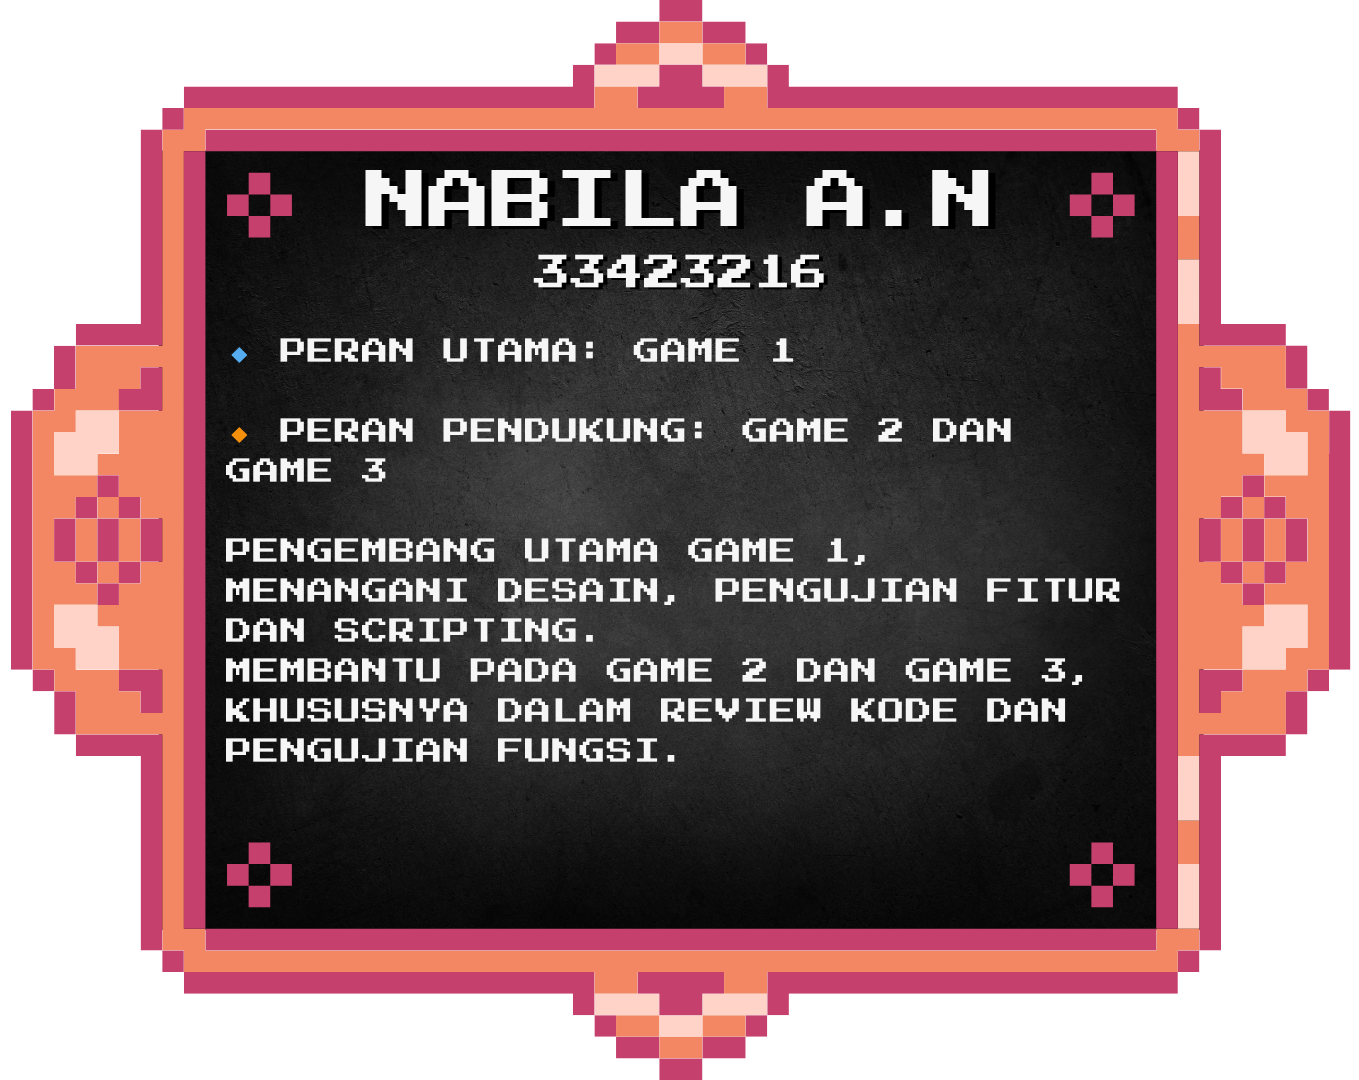 NABILA A.N
33423216
🔹 PERAN UTAMA: GAME 1
🔸 PERAN PENDUKUNG: GAME 2 DAN
GAME 3
PENGEMBANG UTAMA GAME 1,
MENANGANI DESAIN, PENGUJIAN FITUR
DAN SCRIPTING.
MEMBANTU PADA GAME 2 DAN GAME 3,
KHUSUSNYA DALAM REVIEW KODE DAN
PENGUJIAN FUNGSI.